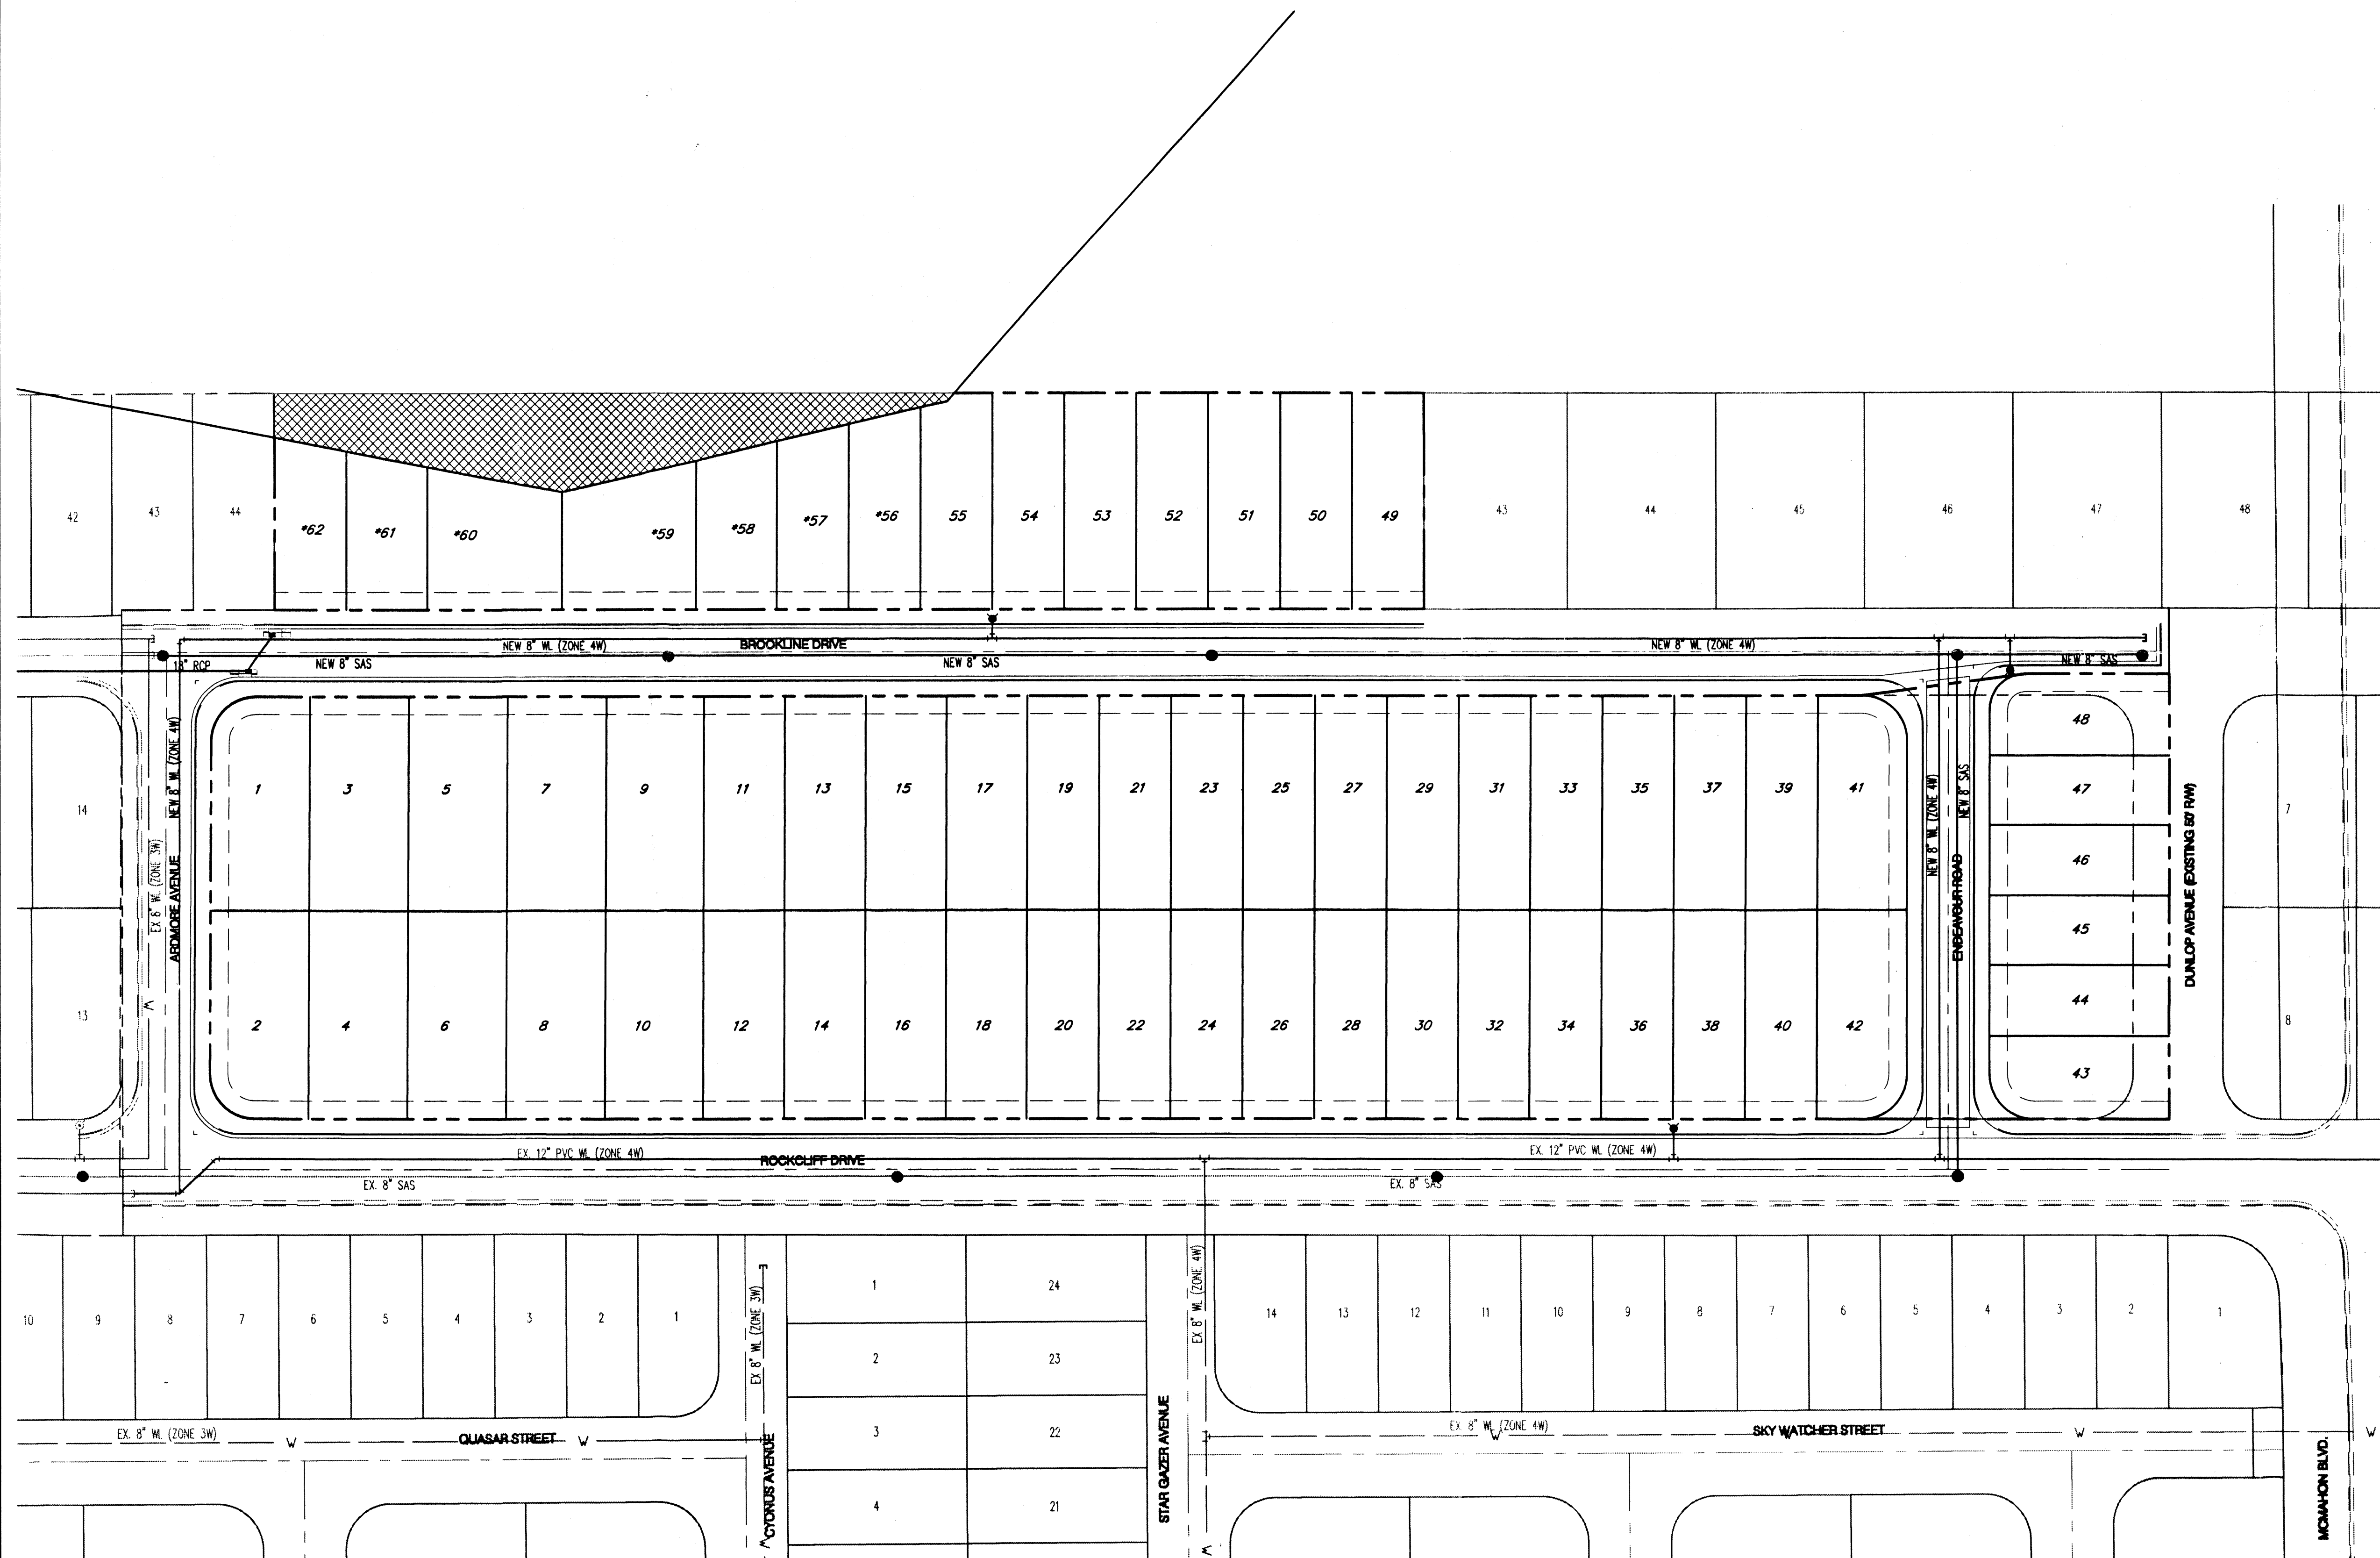 42
43
44
*62
*61
*60
*59
*58
*57
*56
55
54
53
52
51
50
49
43
44
45
46
47
48
NEW 8" WL (ZONE 4W)
BROOKLINE DRIVE
NEW 8" WL (ZONE 4W)
18" RCP
NEW 8" SAS
NEW 8" SAS
NEW 8" SAS
14
13
EX 8" WL (ZONE 3W)
W
ARDMORE AVENUE
NEW 8" WL (ZONE 4W)
1
3
5
7
9
11
13
15
17
19
21
23
25
27
29
31
33
35
37
39
41
2
4
6
8
10
12
14
16
18
20
22
24
26
28
30
32
34
36
38
40
42
NEW 8" WL (ZONE 4W)
NEW 8" SAS
ENDEAVOUR ROAD
48
47
46
45
44
43
DUNLOP AVENUE (EXISTING 50' R/W)
7
8
EX. 12" PVC WL (ZONE 4W)
ROCKCLIFF DRIVE
EX. 12" PVC WL (ZONE 4W)
EX. 8" SAS
EX. 8" SAS
10
9
8
7
6
5
4
3
2
1
EX 8" WL (ZONE 3W)
CYGNUS AVENUE
W
1
24
2
23
3
22
4
21
EX 8" WL (ZONE 4W)
STAR GAZER AVENUE
W
14
13
12
11
10
9
8
7
6
5
4
3
2
1
EX. 8" WL (ZONE 3W)
W
QUASAR STREET
W
EX 8" WL (ZONE 4W)
W
SKY WATCHER STREET
W
W
W
MCMAHON BLVD.